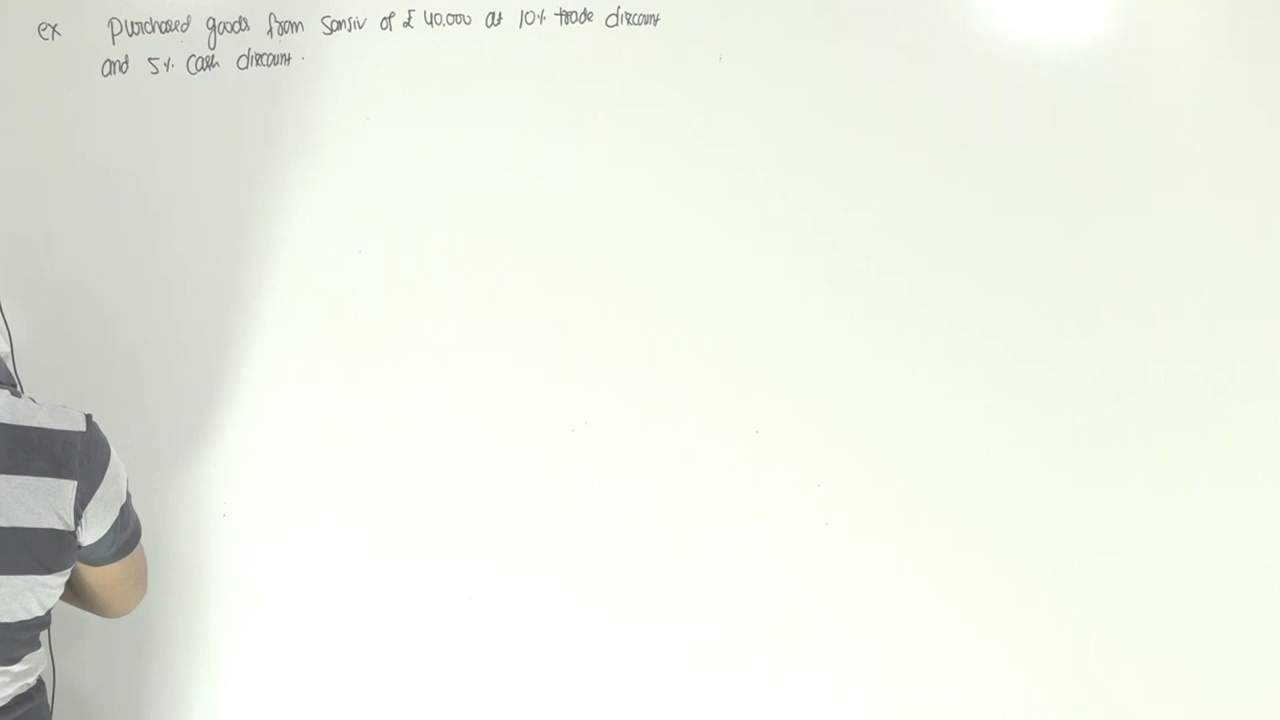 ex purchased goods from Sansiv of ₹ 40.000 at 10% trade discount
and 5%. Cash discount.